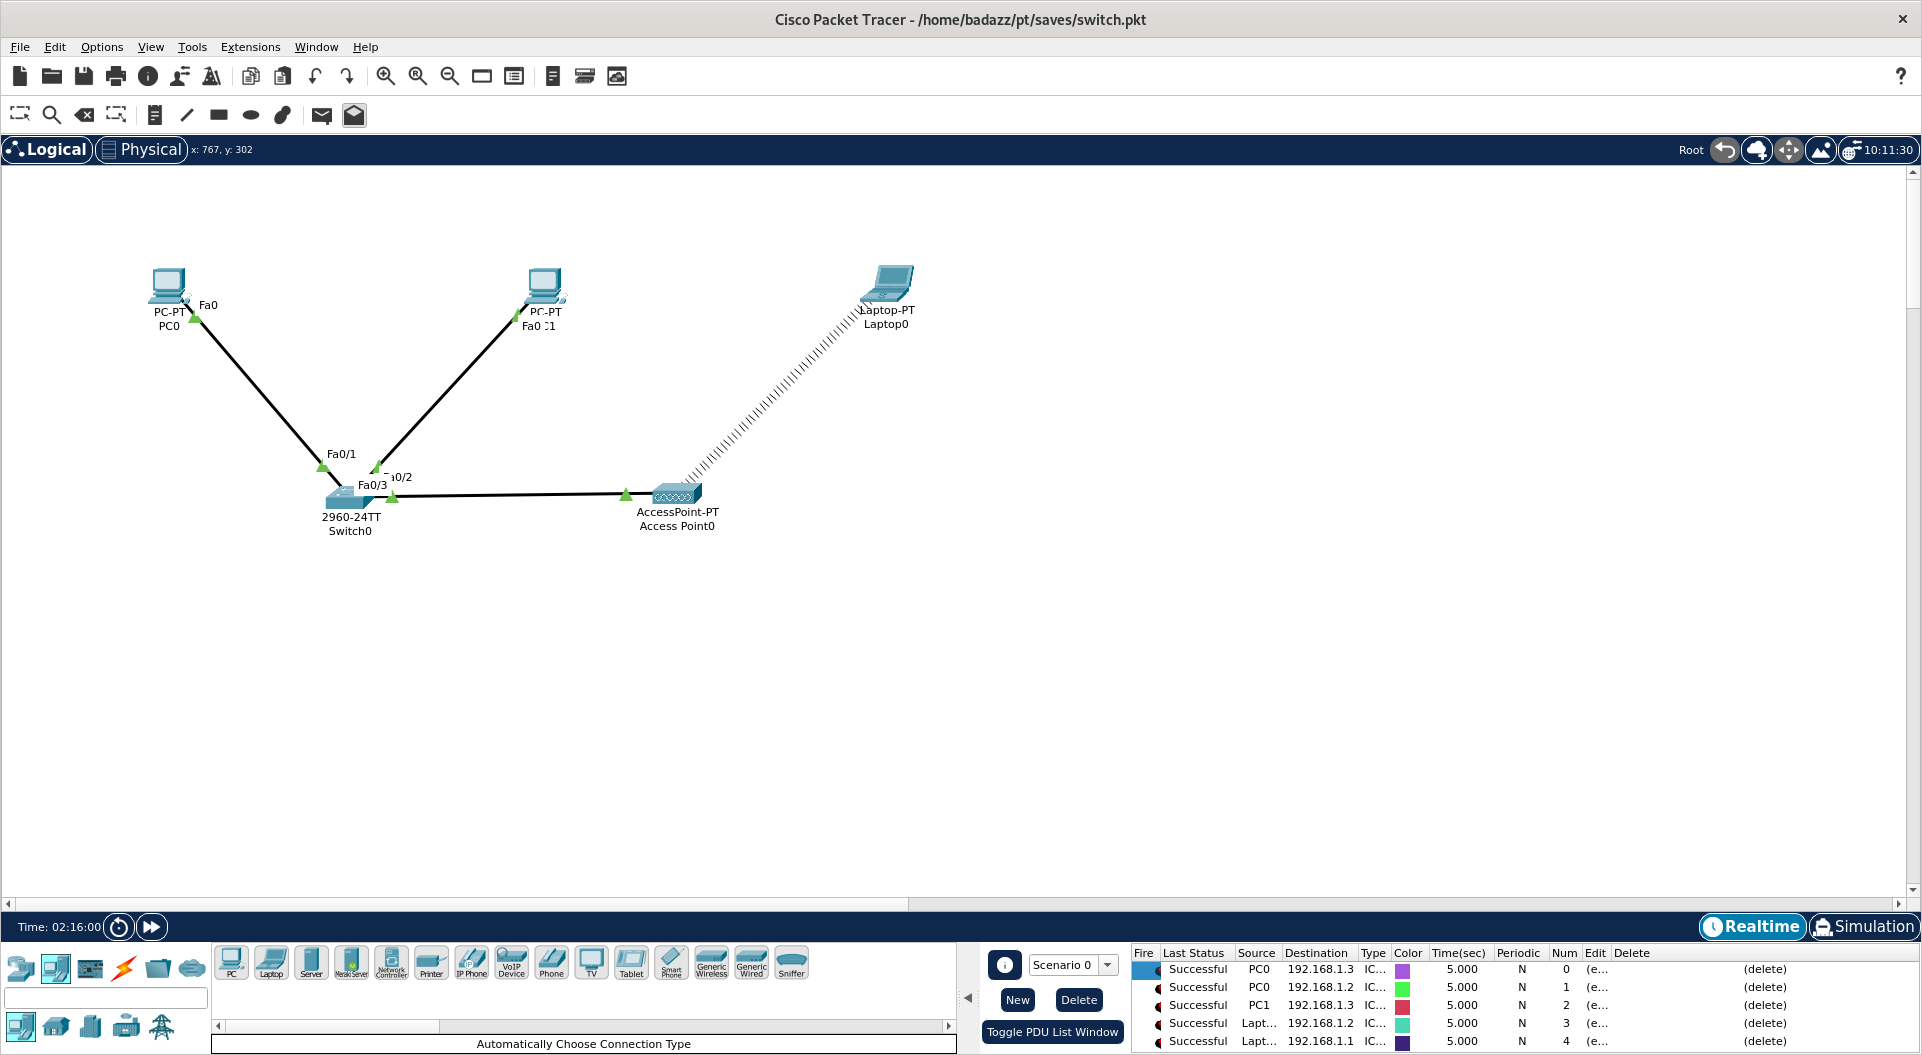 Cisco Packet Tracer - /home/badazz/pt/saves/switch.pkt
File Edit Options View Tools Extensions Window Help
Logical Physical x: 767, y: 302 Root 10:11:30
PC-PT
PC0
Fa0
PC-PT
Fa0 C1
Laptop-PT
Laptop0
Fa0/1
Fa0/2
Fa0/3
2960-24TT
Switch0
AccessPoint-PT
Access Point0
Time: 02:16:00 Realtime Simulation
PC Laptop Server Meraki Server Network Controller Printer IP Phone VoIP Device Phone TV Tablet Smart Phone Generic Wireless Generic Wired Sniffer
Automatically Choose Connection Type
Scenario 0
New Delete
Toggle PDU List Window
Fire Last Status Source Destination Type Color Time(sec) Periodic Num Edit Delete
Successful PC0 192.168.1.3 IC... 5.000 N 0 (e... (delete)
Successful PC0 192.168.1.2 IC... 5.000 N 1 (e... (delete)
Successful PC1 192.168.1.3 IC... 5.000 N 2 (e... (delete)
Successful Lapt... 192.168.1.2 IC... 5.000 N 3 (e... (delete)
Successful Lapt... 192.168.1.1 IC... 5.000 N 4 (e... (delete)